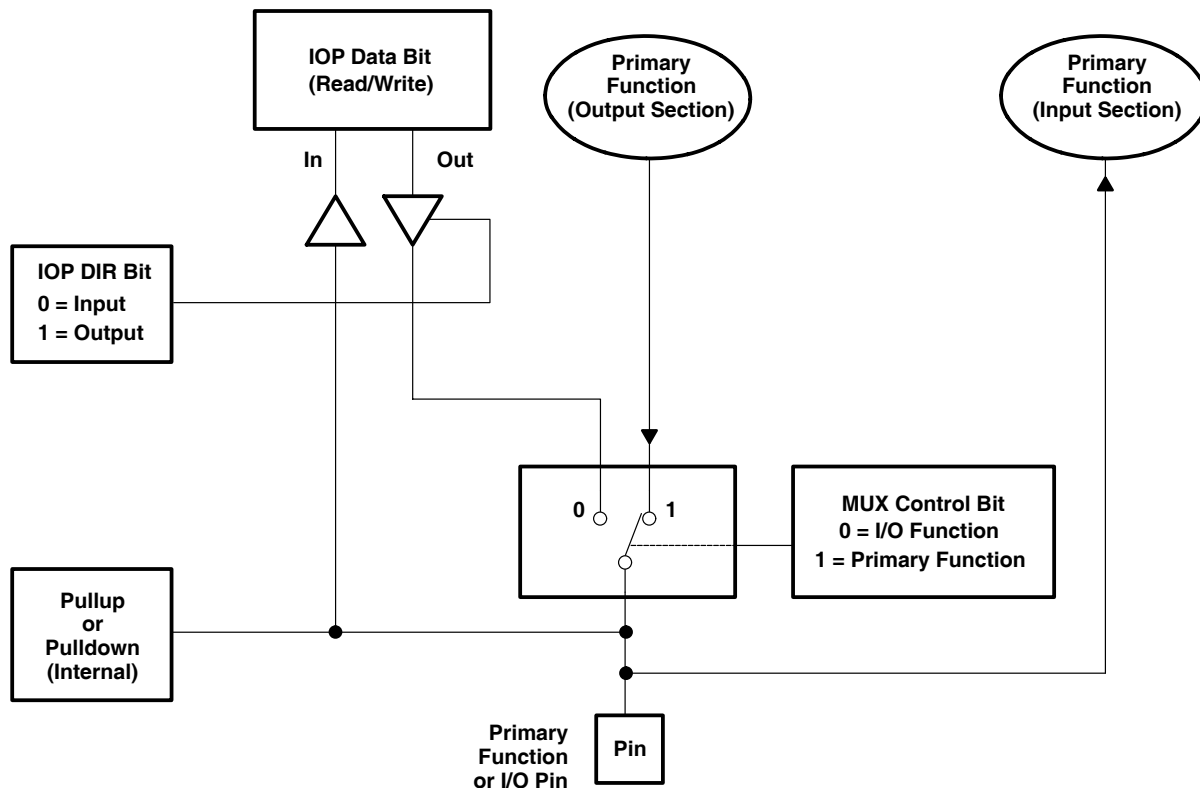 IOP Data Bit
(Read/Write)
Primary
Function
(Output Section)
Primary
Function
(Input Section)
In
Out
IOP DIR Bit
0 = Input
1 = Output
0
1
MUX Control Bit
0 = I/O Function
1 = Primary Function
Pullup
or
Pulldown
(Internal)
Primary
Function
or I/O Pin
Pin